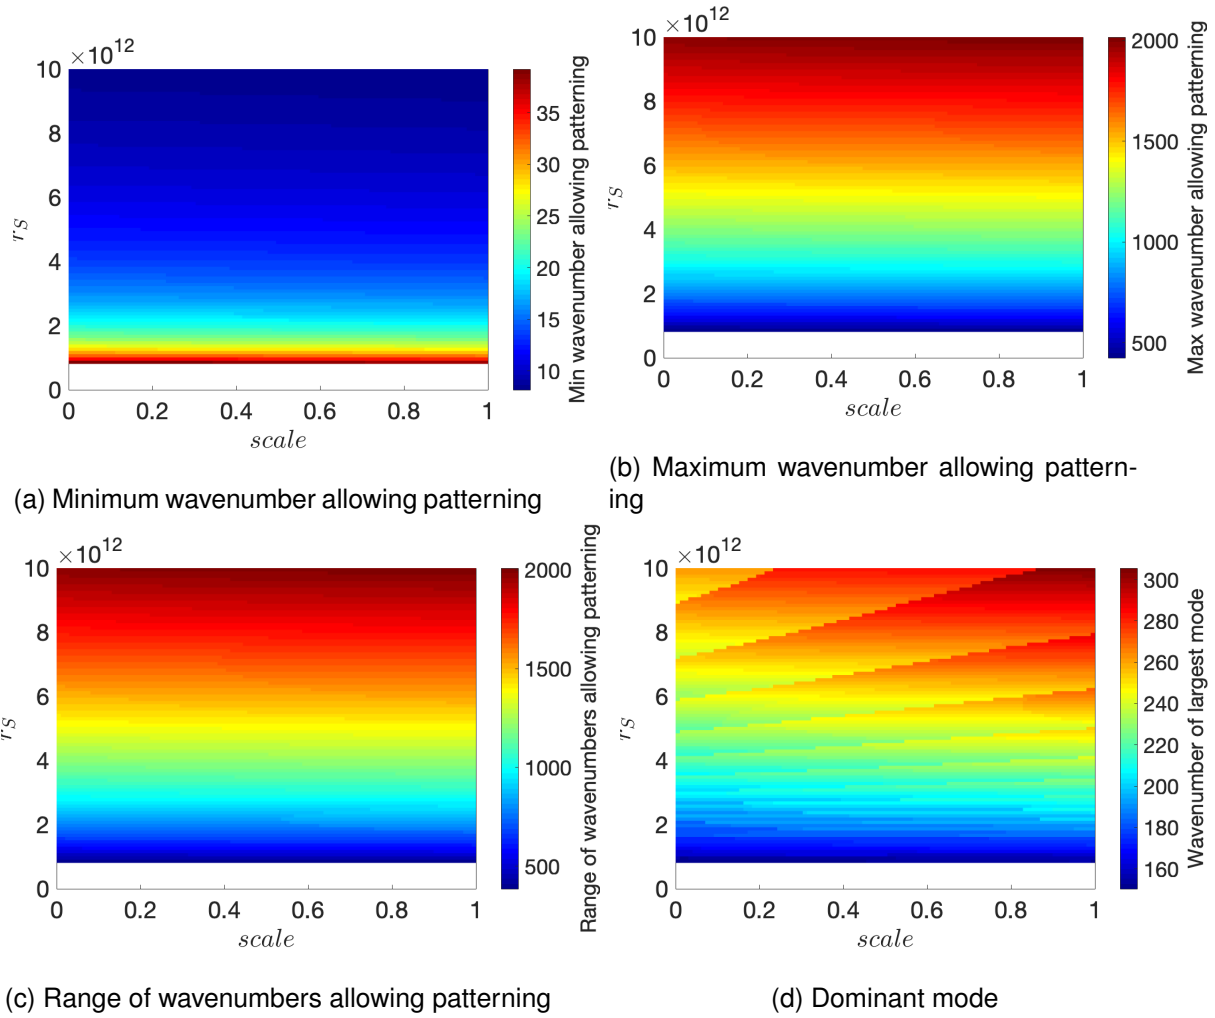 ×10^12
10
8
6
4
2
0
r_S
0 0.2 0.4 0.6 0.8 1
scale
35
30
25
20
15
10
Min wavenumber allowing patterning
(a) Minimum wavenumber allowing patterning
×10^12
10
8
6
4
2
0
r_S
0 0.2 0.4 0.6 0.8 1
scale
2000
1500
1000
500
Max wavenumber allowing patterning
(b) Maximum wavenumber allowing pattern-
ing
×10^12
10
8
6
4
2
0
r_S
0 0.2 0.4 0.6 0.8 1
scale
2000
1500
1000
500
Range of wavenumbers allowing patterning
(c) Range of wavenumbers allowing patterning
×10^12
10
8
6
4
2
0
r_S
0 0.2 0.4 0.6 0.8 1
scale
300
280
260
240
220
200
180
160
Wavenumber of largest mode
(d) Dominant mode